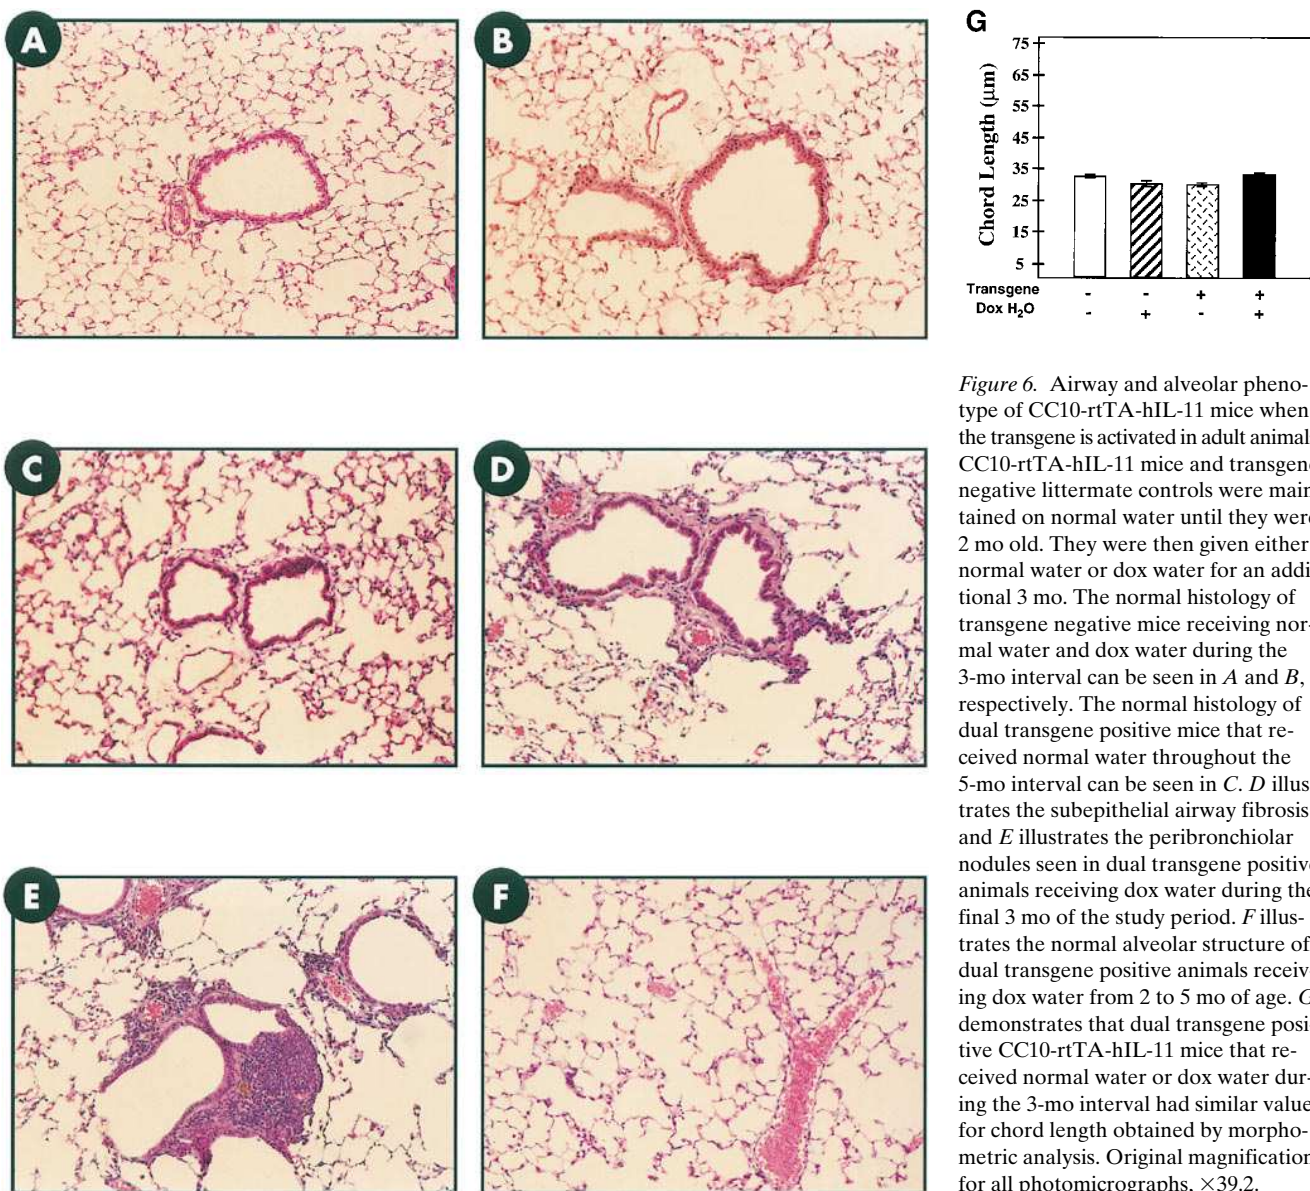 A
B
G
75
65
55
45
35
25
15
5
Chord Length (μm)
Transgene - - + +
Dox H₂O - + - +
C
D
E
F
Figure 6. Airway and alveolar pheno-
type of CC10-rtTA-hIL-11 mice when
the transgene is activated in adult animal
CC10-rtTA-hIL-11 mice and transgene
negative littermate controls were main
tained on normal water until they were
2 mo old. They were then given either
normal water or dox water for an addi
tional 3 mo. The normal histology of
transgene negative mice receiving nor-
mal water and dox water during the
3-mo interval can be seen in A and B,
respectively. The normal histology of
dual transgene positive mice that re-
ceived normal water throughout the
5-mo interval can be seen in C. D illus
trates the subepithelial airway fibrosis
and E illustrates the peribronchiolar
nodules seen in dual transgene positive
animals receiving dox water during the
final 3 mo of the study period. F illus-
trates the normal alveolar structure of
dual transgene positive animals receiv
ing dox water from 2 to 5 mo of age. G
demonstrates that dual transgene posi
tive CC10-rtTA-hIL-11 mice that re-
ceived normal water or dox water dur-
ing the 3-mo interval had similar value
for chord length obtained by morpho-
metric analysis. Original magnification
for all photomicrographs, ×39.2.